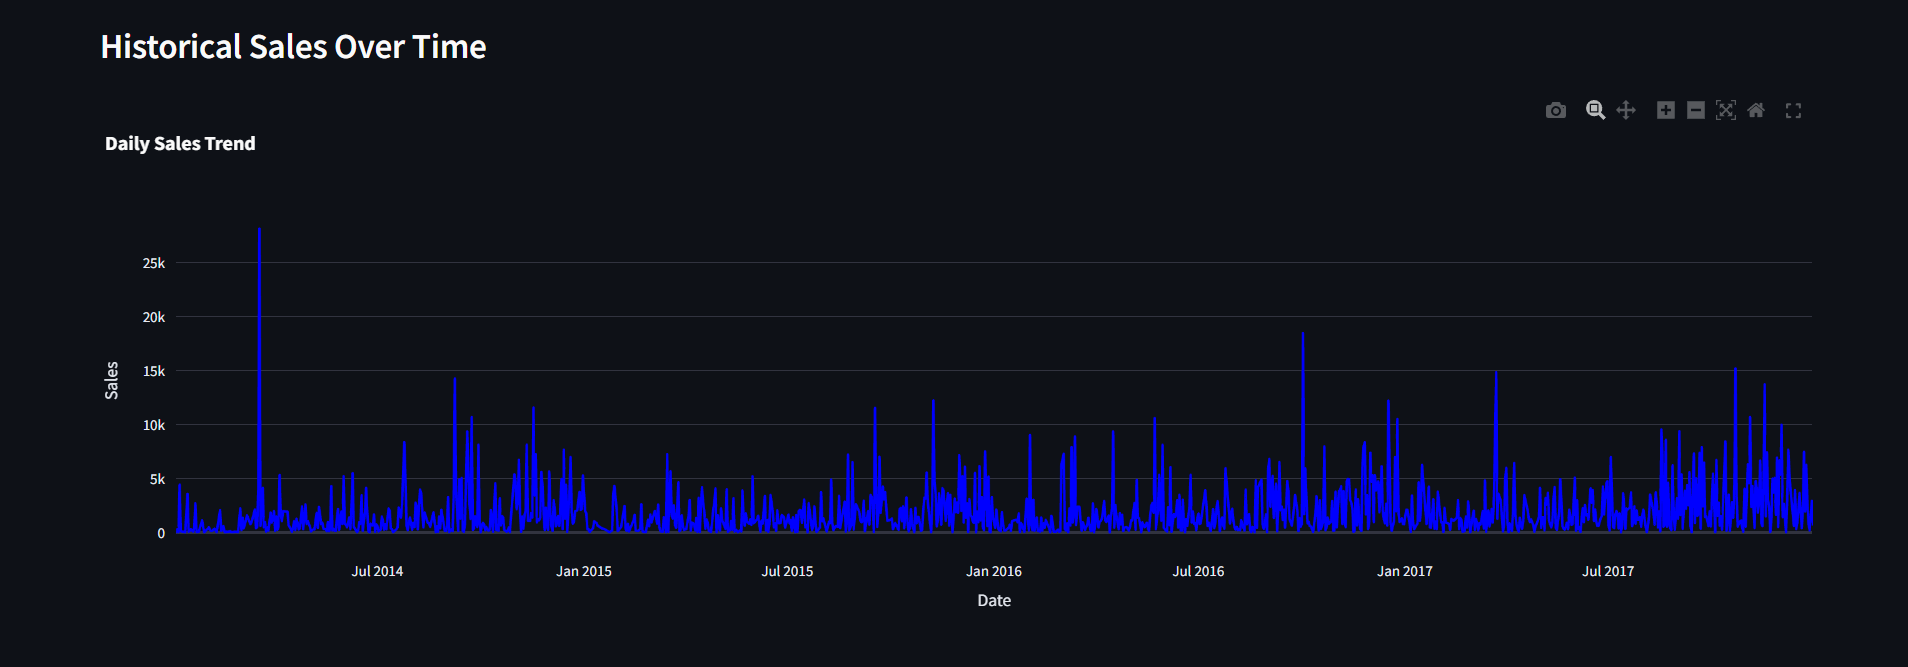 Historical Sales Over Time
Daily Sales Trend
25k
20k
15k
10k
5k
0
Sales
Jul 2014
Jan 2015
Jul 2015
Jan 2016
Jul 2016
Jan 2017
Jul 2017
Date